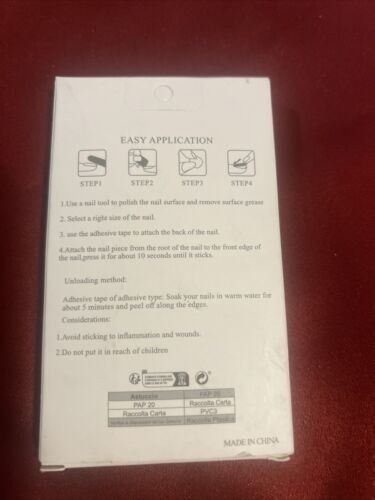 EASY APPLICATION
STEP1 STEP2 STEP3 STEP4
1.Use a nail tool to polish the nail surface and remove surface grease
2. Select a right size of the nail.
3. use the adhesive tape to attach the back of the nail.
4.Attach the nail piece from the root of the nail to the front edge of
the nail,press it for about 10 seconds until it sticks.
Unloading method:
Adhesive tape of adhesive type: Soak your nails in warm water for
about 5 minutes and peel off along the edges.
Considerations:
1.Avoid sticking to inflammation and wounds.
2.Do not put it in reach of children
Astuccio PAP 20
PAP 20 Raccolta Carta
Raccolta Carta PVC3
Raccolta
MADE IN CHINA